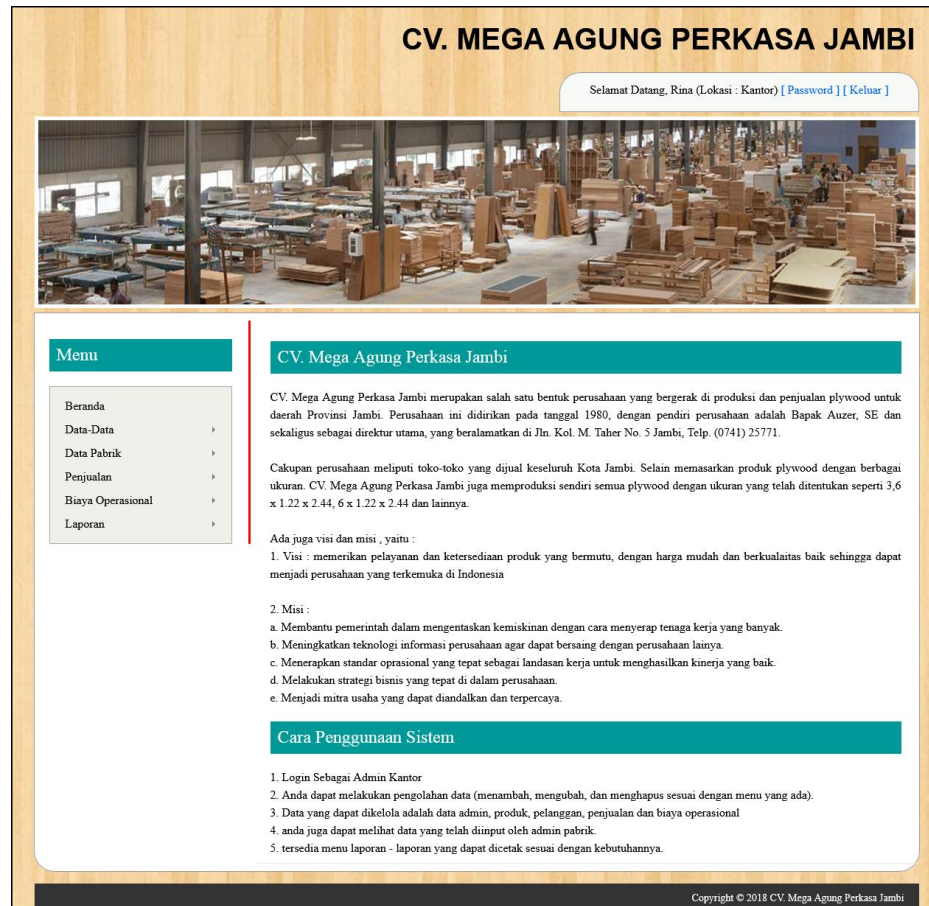 CV. MEGA AGUNG PERKASA JAMBI
Selamat Datang, Rina (Lokasi : Kantor) [ Password ] [ Keluar ]
Menu
Beranda
Data-Data
Data Pabrik
Penjualan
Biaya Operasional
Laporan
CV. Mega Agung Perkasa Jambi
CV. Mega Agung Perkasa Jambi merupakan salah satu bentuk perusahaan yang bergerak di produksi dan penjualan plywood untuk
daerah Provinsi Jambi. Perusahaan ini didirikan pada tanggal 1980, dengan pendiri perusahaan adalah Bapak Auzer, SE dan
sekaligus sebagai direktur utama, yang beralamatkan di Jln. Kol. M. Taher No. 5 Jambi, Telp. (0741) 25771.
Cakupan perusahaan meliputi toko-toko yang dijual keseluruh Kota Jambi. Selain memasarkan produk plywood dengan berbagai
ukuran. CV. Mega Agung Perkasa Jambi juga memproduksi sendiri semua plywood dengan ukuran yang telah ditentukan seperti 3,6
x 1.22 x 2.44, 6 x 1.22 x 2.44 dan lainnya.
Ada juga visi dan misi , yaitu :
1. Visi : memerikan pelayanan dan ketersediaan produk yang bermutu, dengan harga mudah dan berkualaitas baik sehingga dapat
menjadi perusahaan yang terkemuka di Indonesia
2. Misi :
a. Membantu pemerintah dalam mengentaskan kemiskinan dengan cara menyerap tenaga kerja yang banyak.
b. Meningkatkan teknologi informasi perusahaan agar dapat bersaing dengan perusahaan lainya.
c. Menerapkan standar oprasional yang tepat sebagai landasan kerja untuk menghasilkan kinerja yang baik.
d. Melakukan strategi bisnis yang tepat di dalam perusahaan.
e. Menjadi mitra usaha yang dapat diandalkan dan terpercaya.
Cara Penggunaan Sistem
1. Login Sebagai Admin Kantor
2. Anda dapat melakukan pengolahan data (menambah, mengubah, dan menghapus sesuai dengan menu yang ada).
3. Data yang dapat dikelola adalah data admin, produk, pelanggan, penjualan dan biaya operasional
4. anda juga dapat melihat data yang telah diinput oleh admin pabrik.
5. tersedia menu laporan - laporan yang dapat dicetak sesuai dengan kebutuhannya.
Copyright © 2018 CV. Mega Agung Perkasa Jambi